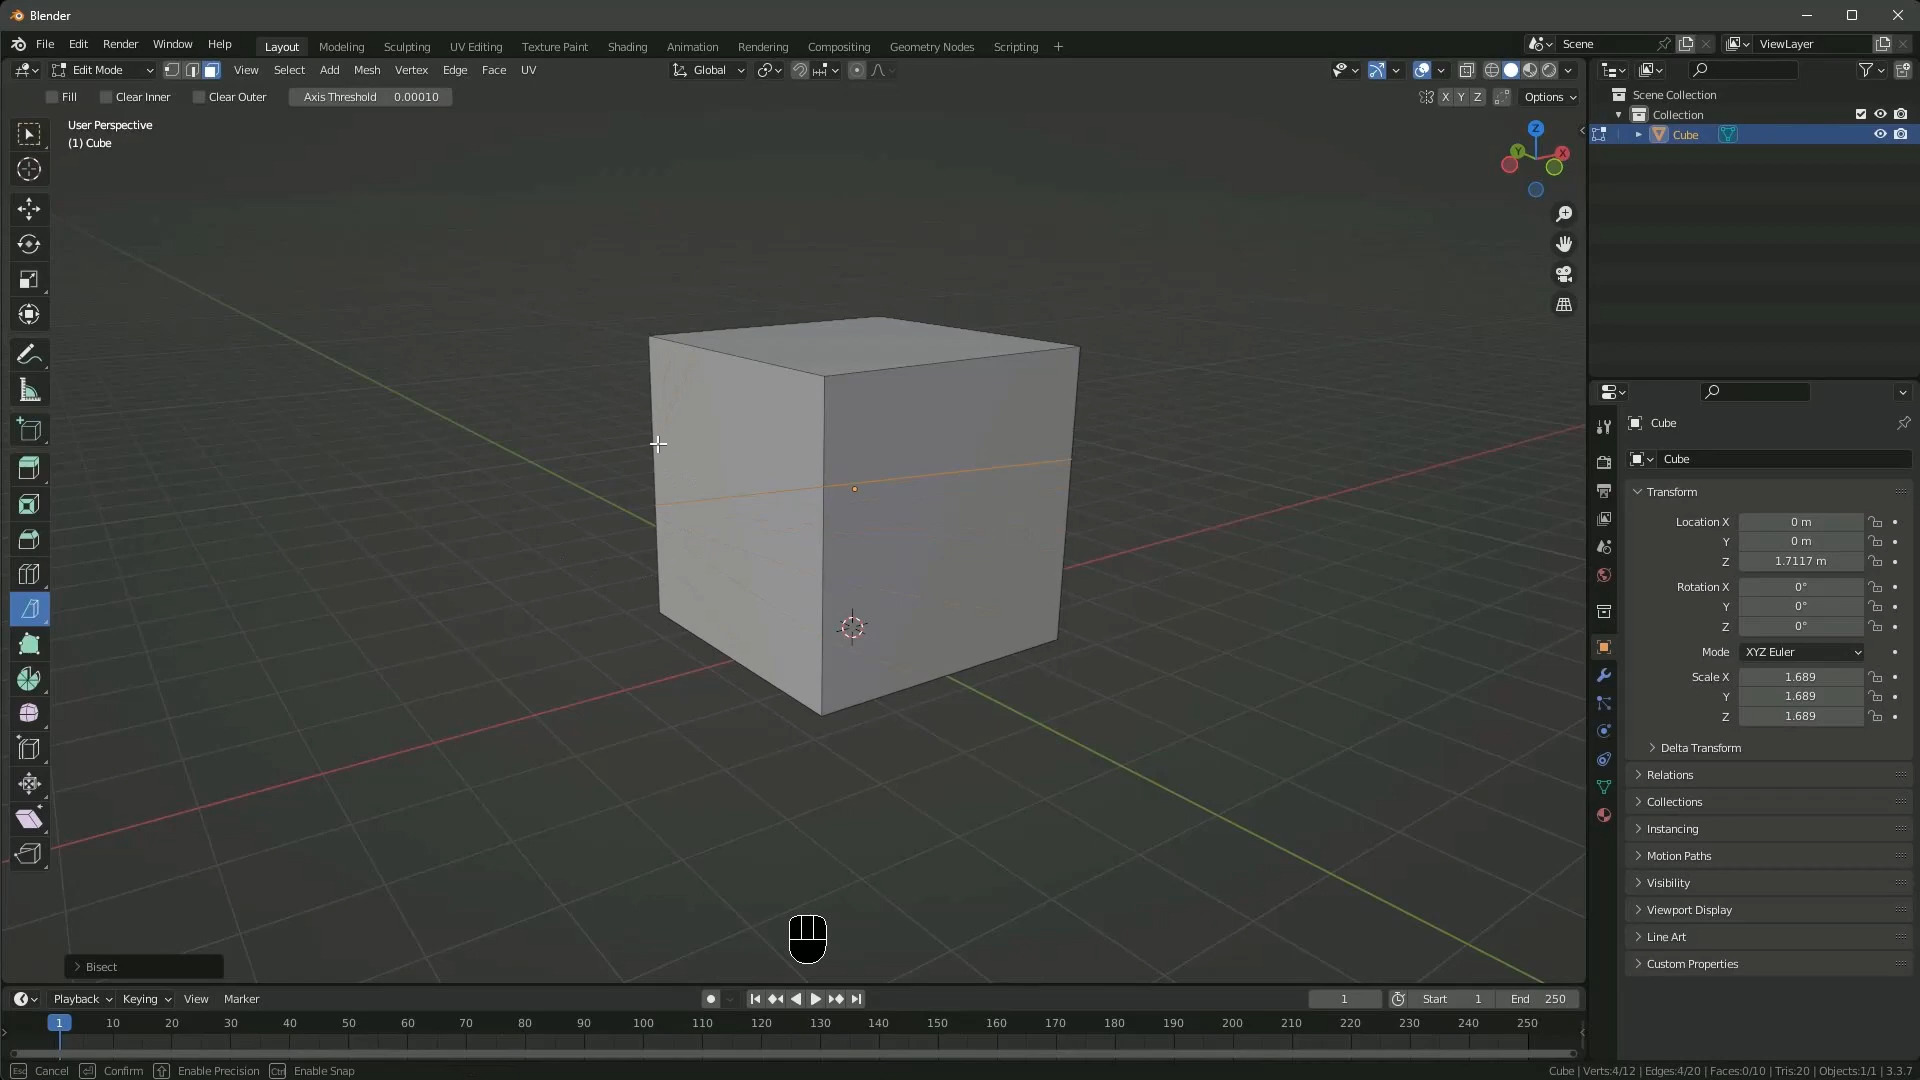 Blender
File Edit Render Window Help Layout Modeling Sculpting UV Editing Texture Paint Shading Animation Rendering Compositing Geometry Nodes Scripting + Scene ViewLayer
Edit Mode View Select Add Mesh Vertex Edge Face UV Global
Fill Clear Inner Clear Outer Axis Threshold 0.00010 X Y Z Options
User Perspective
(1) Cube
Z
Y X
Scene Collection
Collection
Cube
Cube
Cube
Transform
Location X 0 m
Y 0 m
Z 1.7117 m
Rotation X 0°
Y 0°
Z 0°
Mode XYZ Euler
Scale X 1.689
Y 1.689
Z 1.689
Delta Transform
Relations
Collections
Instancing
Motion Paths
Visibility
Viewport Display
Line Art
Custom Properties
Bisect
Playback Keying View Marker 1 Start 1 End 250
1 10 20 30 40 50 60 70 80 90 100 110 120 130 140 150 160 170 180 190 200 210 220 230 240 250
Esc Cancel Confirm Enable Precision Ctrl Enable Snap Cube | Verts:4/12 | Edges:4/20 | Faces:0/10 | Tris:20 | Objects:1/1 | 3.3.7